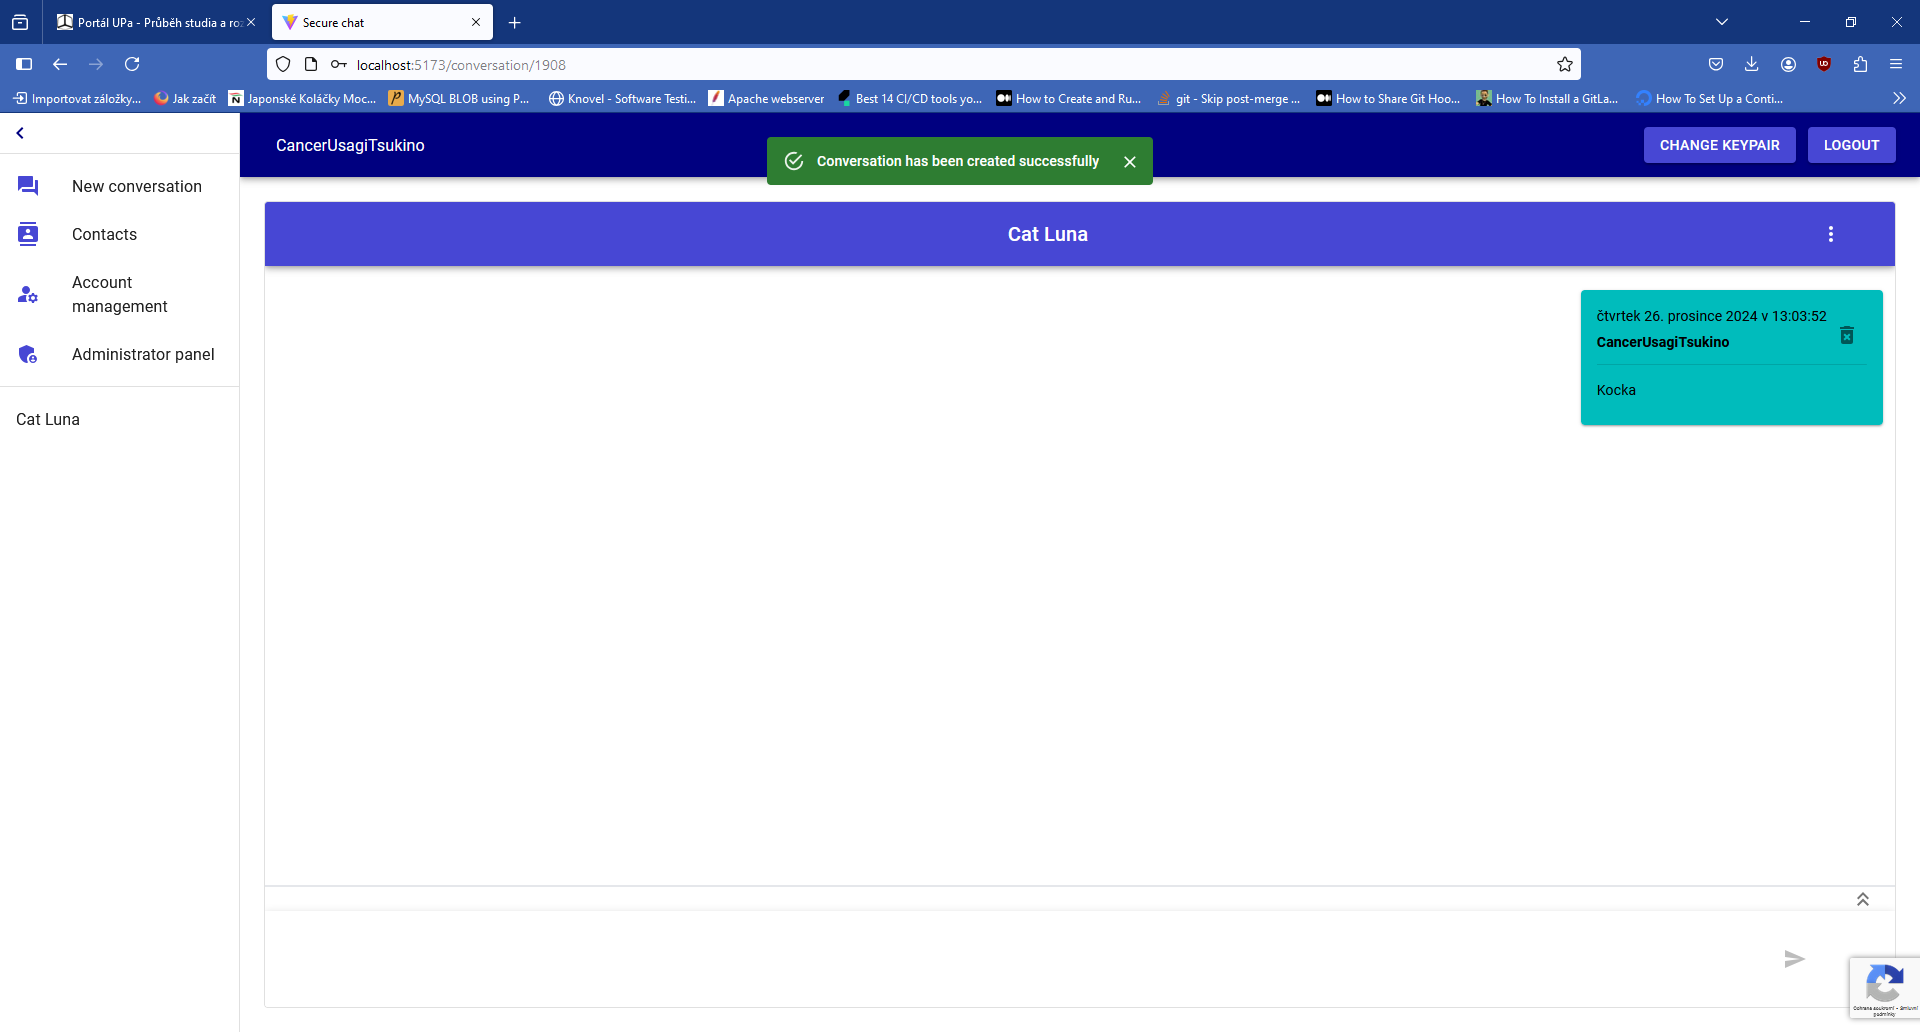 Portál UPa - Průběh studia a ro
Secure chat
localhost:5173/conversation/1908
Importovat záložky...
Jak začít
Japonské Koláčky Moc...
MySQL BLOB using P...
Knovel - Software Testi...
Apache webserver
Best 14 CI/CD tools yo...
How to Create and Ru...
git - Skip post-merge ...
How to Share Git Hoo...
How To Install a GitLa...
How To Set Up a Conti...
CancerUsagiTsukino
Conversation has been created successfully
CHANGE KEYPAIR
LOGOUT
New conversation
Contacts
Account
management
Administrator panel
Cat Luna
Cat Luna
čtvrtek 26. prosince 2024 v 13:03:52
CancerUsagiTsukino
Kocka
Ochrana soukromí - Smluvní
podmínky